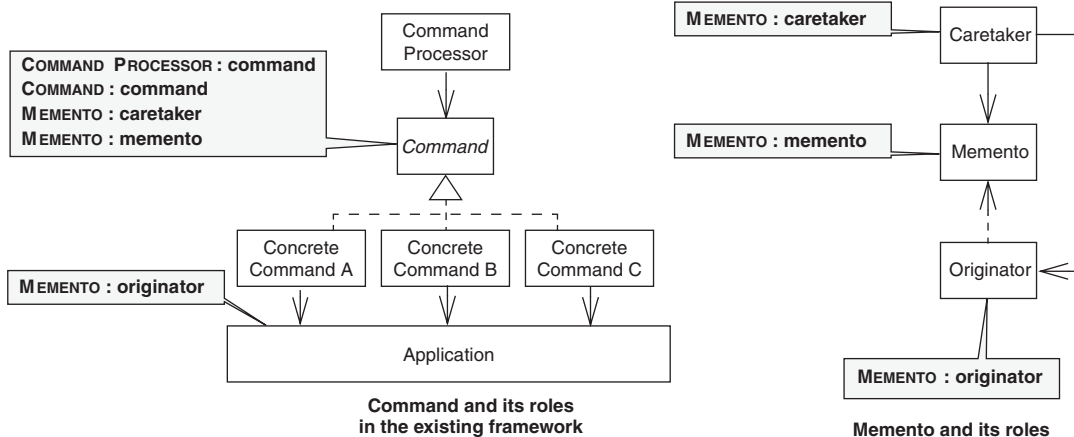 Command
Processor
COMMAND PROCESSOR : command
COMMAND : command
MEMENTO : caretaker
MEMENTO : memento
Command
Concrete
Command A
Concrete
Command B
Concrete
Command C
MEMENTO : originator
Application
Command and its roles
in the existing framework
MEMENTO : caretaker
Caretaker
MEMENTO : memento
Memento
Originator
MEMENTO : originator
Memento and its roles